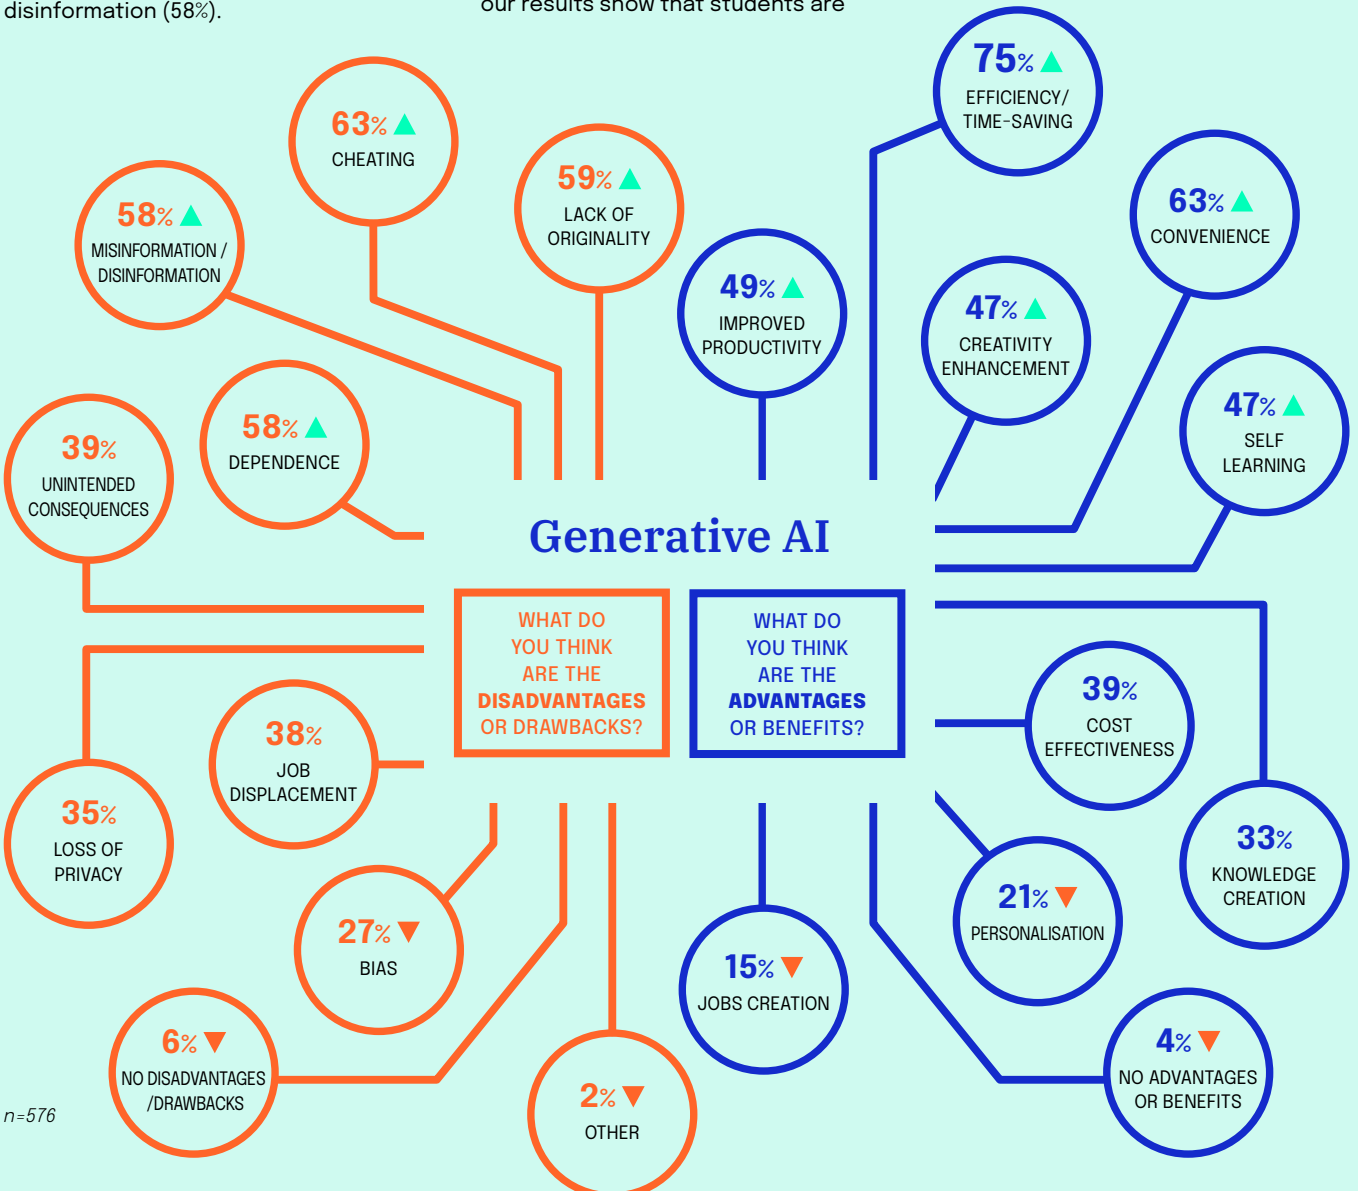 disinformation (58%).
our results show that students are
63%
CHEATING
58%
MISINFORMATION /
DISINFORMATION
59%
LACK OF
ORIGINALITY
39%
UNINTENDED
CONSEQUENCES
58%
DEPENDENCE
75%
EFFICIENCY/
TIME-SAVING
63%
CONVENIENCE
49%
IMPROVED
PRODUCTIVITY
47%
CREATIVITY
ENHANCEMENT
47%
SELF
LEARNING
Generative AI
WHAT DO
YOU THINK
ARE THE
DISADVANTAGES
OR DRAWBACKS?
WHAT DO
YOU THINK
ARE THE
ADVANTAGES
OR BENEFITS?
38%
JOB
DISPLACEMENT
35%
LOSS OF
PRIVACY
27%
BIAS
6%
NO DISADVANTAGES
/DRAWBACKS
2%
OTHER
39%
COST
EFFECTIVENESS
33%
KNOWLEDGE
CREATION
21%
PERSONALISATION
15%
JOBS CREATION
4%
NO ADVANTAGES
OR BENEFITS
n=576